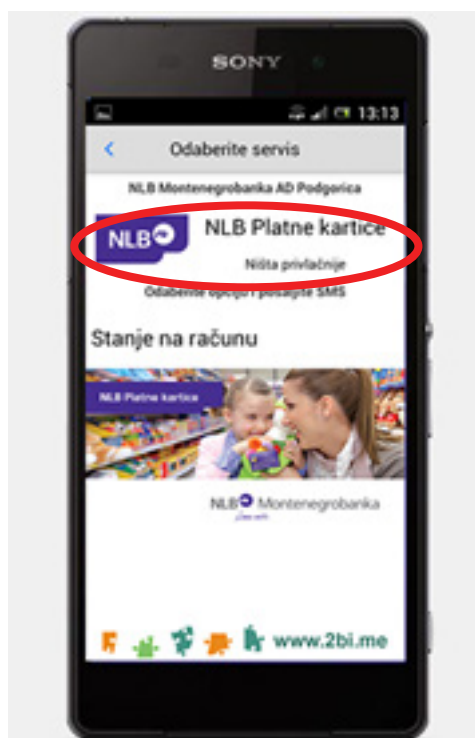 SONY
13:13
Odaberite servis
NLB Montenegrobanka AD Podgorica
NLB
NLB Platne kartice
Ništa privlačnije
Odaberite opciju i pošaljite SMS
Stanje na računu
NLB Platne kartice
NLB Montenegrobanka
www.2bi.me